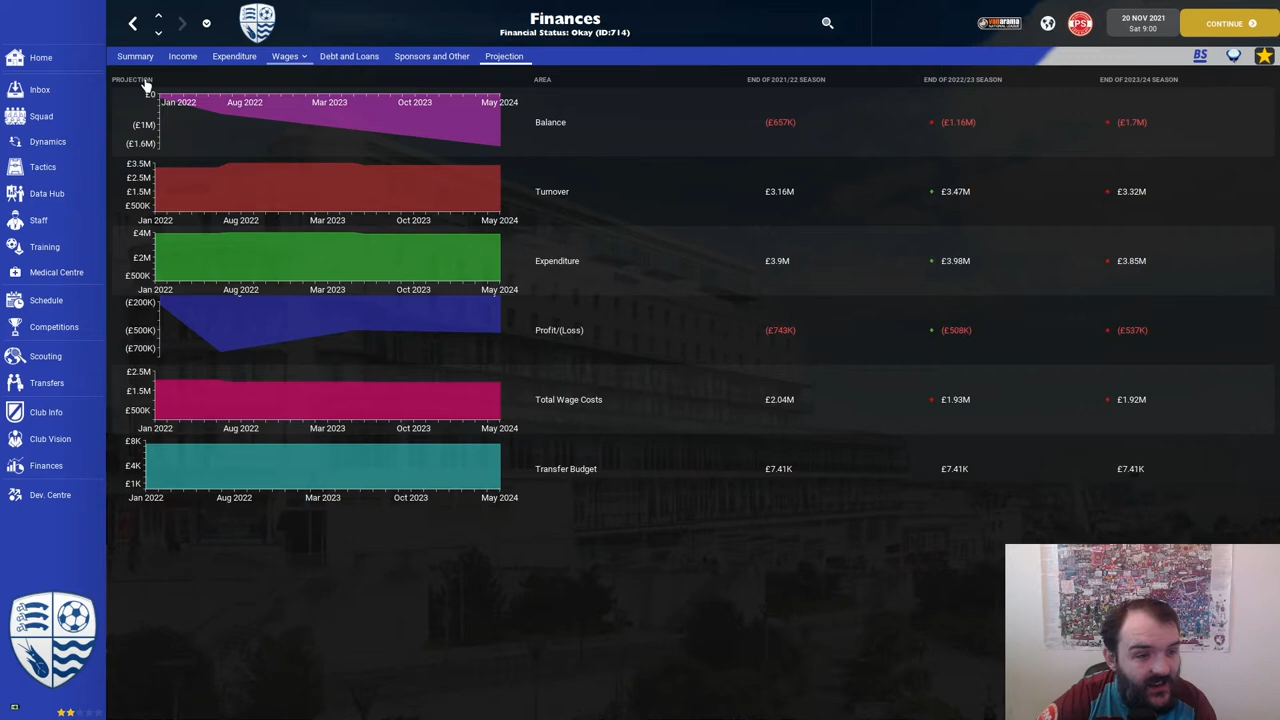 Finances
Financial Status: Okay (ID:714)
VANARAMA
NATIONAL LEAGUE
PS
20 NOV 2021
Sat 9:00
CONTINUE
Home
Summary
Income
Expenditure
Wages
Debt and Loans
Sponsors and Other
Projection
BS
Inbox
Squad
Dynamics
Tactics
Data Hub
Staff
Training
Medical Centre
Schedule
Competitions
Scouting
Transfers
Club Info
Club Vision
Finances
Dev. Centre
PROJECTION
AREA
END OF 2021/22 SEASON
END OF 2022/23 SEASON
END OF 2023/24 SEASON
£0
(£1M)
(£1.6M)
Jan 2022 Aug 2022 Mar 2023 Oct 2023 May 2024
Balance (£657K) (£1.16M) (£1.7M)
£3.5M
£2.5M
£1.5M
£500K
Jan 2022 Aug 2022 Mar 2023 Oct 2023 May 2024
Turnover £3.16M £3.47M £3.32M
£4M
£2M
£500K
Jan 2022 Aug 2022 Mar 2023 Oct 2023 May 2024
Expenditure £3.9M £3.98M £3.85M
(£200K)
(£500K)
(£700K)
Profit/(Loss) (£743K) (£508K) (£537K)
£2.5M
£1.5M
£500K
Jan 2022 Aug 2022 Mar 2023 Oct 2023 May 2024
Total Wage Costs £2.04M £1.93M £1.92M
£8K
£4K
£1K
Jan 2022 Aug 2022 Mar 2023 Oct 2023 May 2024
Transfer Budget £7.41K £7.41K £7.41K